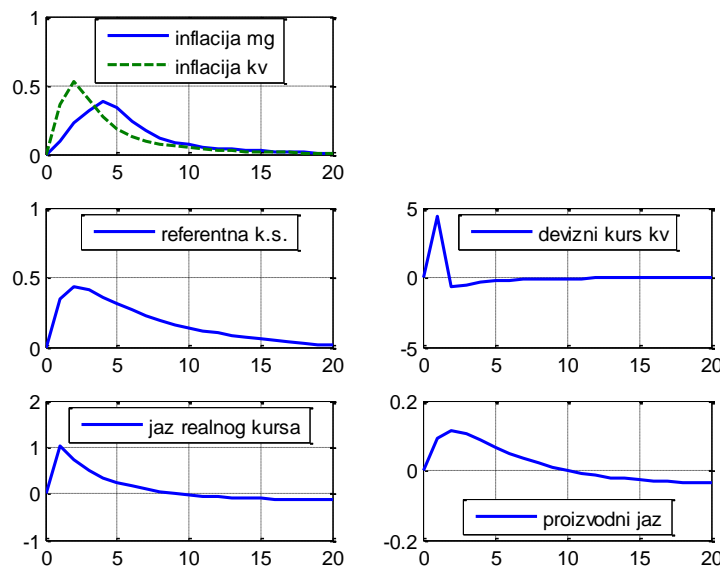 1
0.5
0
inflacija mg
inflacija kv
0 5 10 15 20
1
0.5
0
referentna k.s.
0 5 10 15 20
5
0
-5
devizni kurs kv
0 5 10 15 20
2
1
0
-1
jaz realnog kursa
0 5 10 15 20
0.2
0
-0.2
proizvodni jaz
0 5 10 15 20